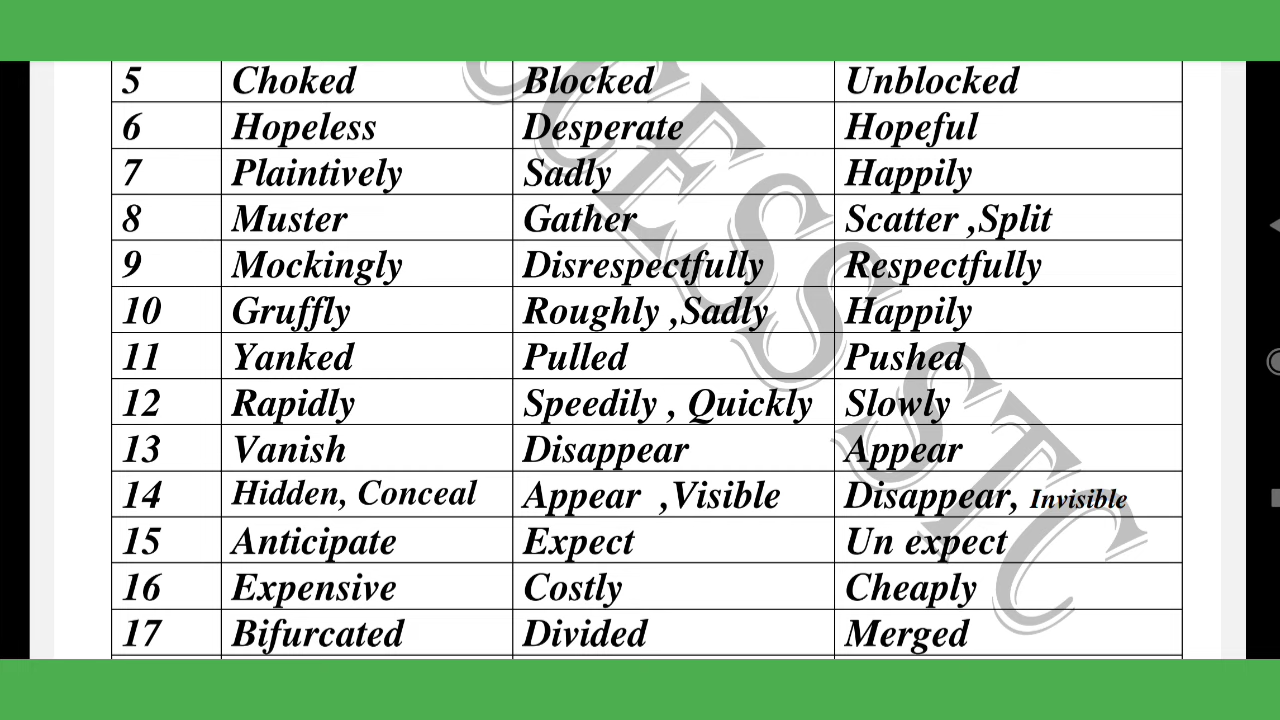 5 Choked Blocked Unblocked
6 Hopeless Desperate Hopeful
7 Plaintively Sadly Happily
8 Muster Gather Scatter ,Split
9 Mockingly Disrespectfully Respectfully
10 Gruffly Roughly ,Sadly Happily
11 Yanked Pulled Pushed
12 Rapidly Speedily , Quickly Slowly
13 Vanish Disappear Appear
14 Hidden, Conceal Appear ,Visible Disappear, Invisible
15 Anticipate Expect Un expect
16 Expensive Costly Cheaply
17 Bifurcated Divided Merged
CESS STC